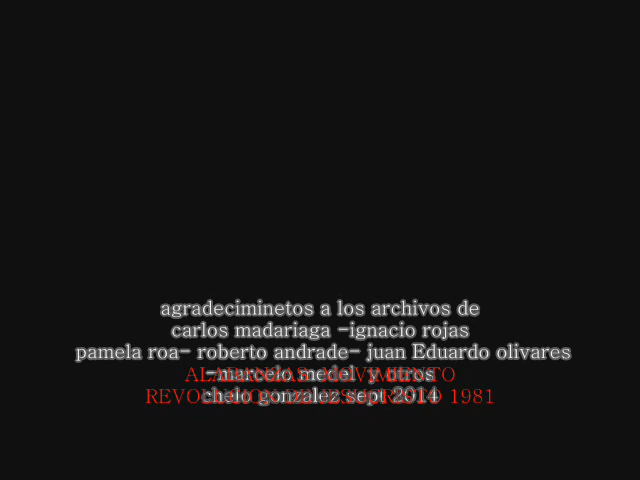 agradeciminetos a los archivos de
carlos madariaga -ignacio rojas
pamela roa- roberto andrade- juan Eduardo olivares
-marcelo medel y otros
chelo gonzalez sept 2014
1981